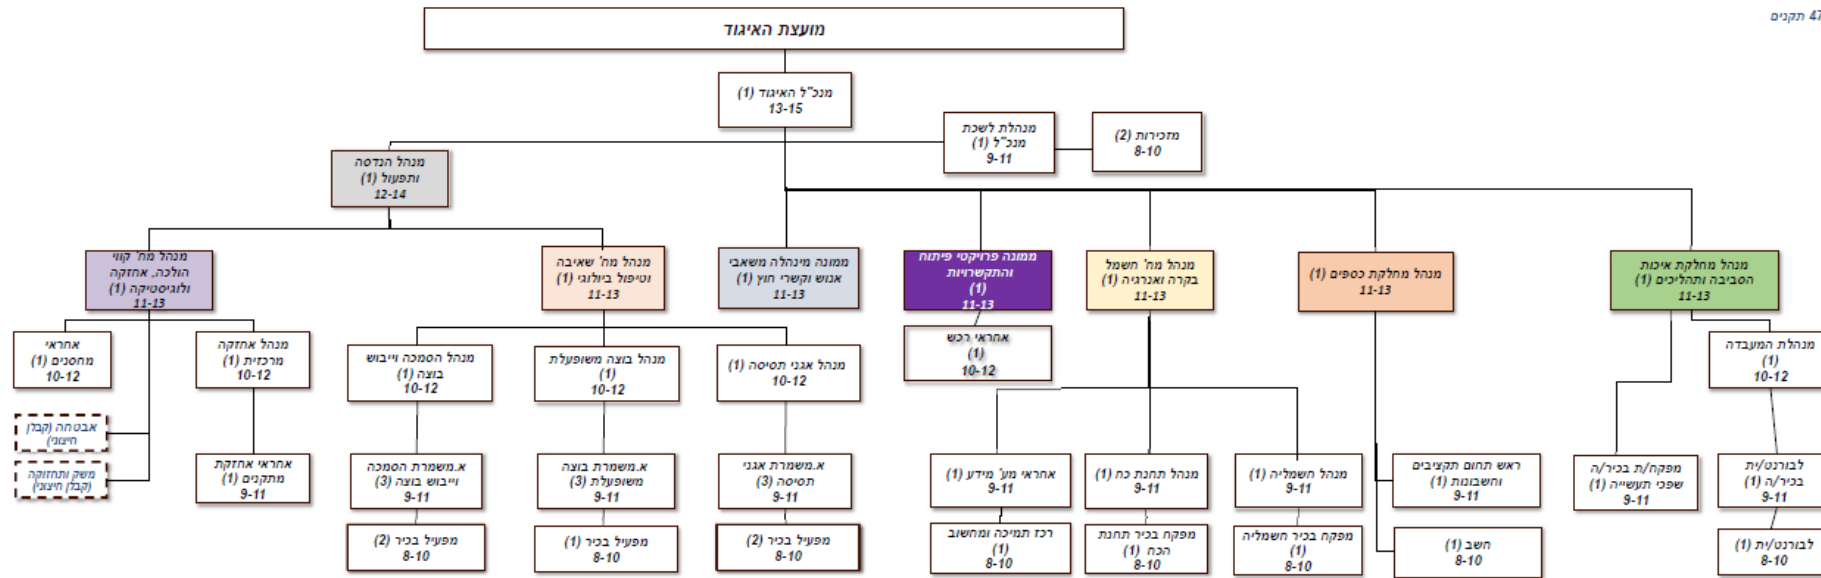 47 תקנים
מועצת האיגוד
מנכ"ל האיגוד (1)
13-15
מנהלת לשכת
מנכ"ל (1)
9-11
מזכירות (2)
8-10
מנהל הנדסה
ותפעול (1)
12-14
מנהל מחלקת איכות
הסביבה ותהליכים (1)
11-13
מנהל מחלקת כספים (1)
11-13
מנהל מח' חשמל
בקרה ואנרגיה (1)
11-13
ממונה פרויקטי פיתוח
והתקשרויות
(1)
11-13
ממונה מינהלה משאבי
אנוש וקשרי חוץ (1)
11-13
מנהל מח' שאיבה
וטיפול ביולוגי (1)
11-13
מנהל מח' קווי
הולכה, אחזקה
ולוגיסטיקה (1)
11-13
מנהלת המעבדה
(1)
10-12
אחראי רכש
(1)
10-12
מנהל אגני תסיסה (1)
10-12
מנהל בוצה משופעלת
(1)
10-12
מנהל הסמכה וייבוש
בוצה (1)
10-12
מנהל אחזקה
מרכזית (1)
10-12
אחראי
מחסנים (1)
10-12
אבטחה (קבלן
חיצוני)
משק ותחזוקה
(קבלן חיצוני)
לבורנט/ית
בכיר/ה (1)
9-11
מפקח/ת בכיר/ה
שפכי תעשייה (1)
9-11
ראש תחום תקציבים
וחשבונות (1)
9-11
מנהל חשמליה (1)
9-11
מנהל תחנת כח (1)
9-11
אחראי מע' מידע (1)
9-11
א.משמרת אגני
תסיסה (3)
9-11
א.משמרת בוצה
משופעלת (3)
9-11
א.משמרת הסמכה
וייבוש בוצה (3)
9-11
אחראי אחזקת
מתקנים (1)
9-11
לבורנט/ית (1)
8-10
חשב (1)
8-10
מפקח בכיר חשמליה
(1)
8-10
מפקח בכיר תחנת
הכח (1)
8-10
רכז תמיכה ומחשוב
(1)
8-10
מפעיל בכיר (2)
8-10
מפעיל בכיר (1)
8-10
מפעיל בכיר (2)
8-10